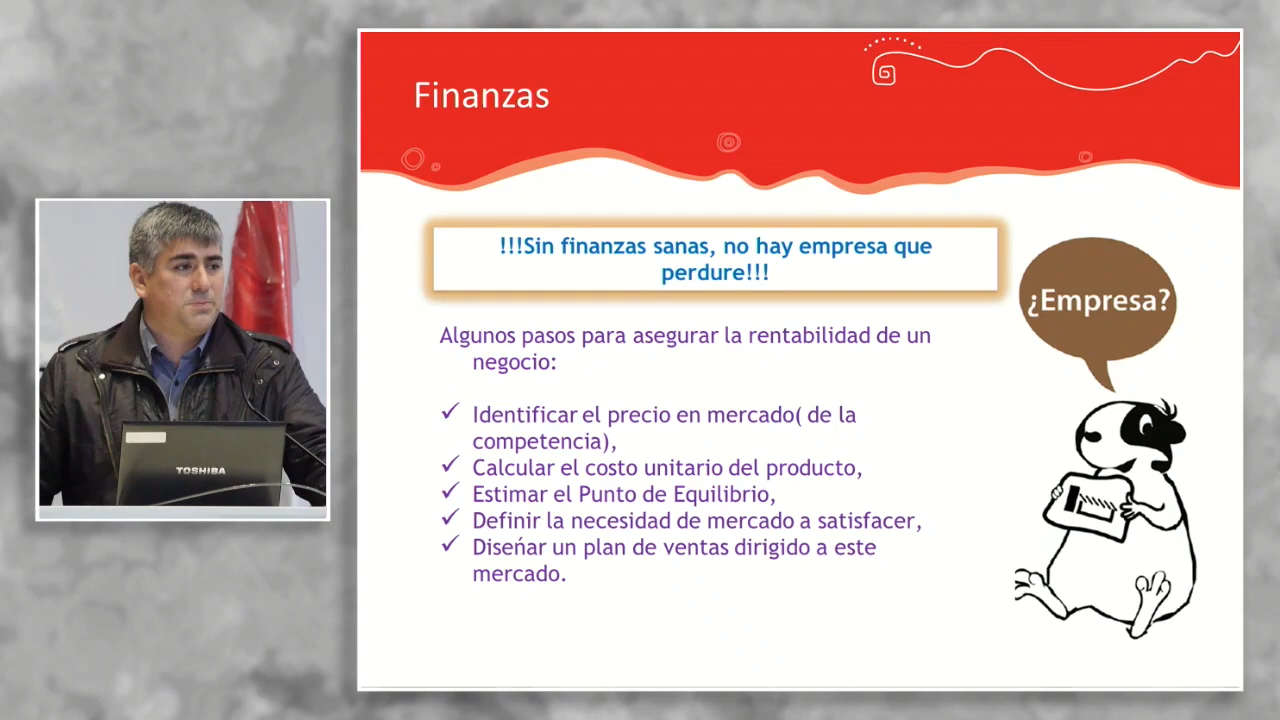 Finanzas
!!!Sin finanzas sanas, no hay empresa que
perdure!!!
¿Empresa?
Algunos pasos para asegurar la rentabilidad de un
negocio:
✓ Identificar el precio en mercado( de la
competencia),
✓ Calcular el costo unitario del producto,
✓ Estimar el Punto de Equilibrio,
✓ Definir la necesidad de mercado a satisfacer,
✓ Diseńar un plan de ventas dirigido a este
mercado.
TOSHIBA